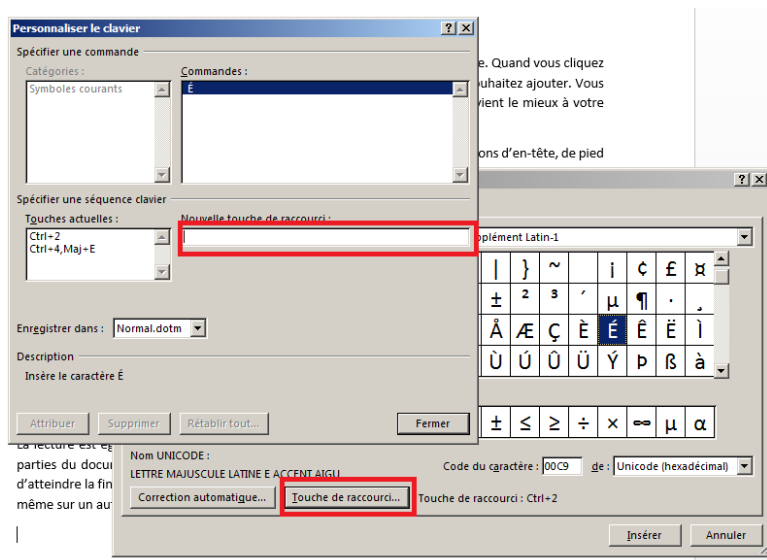 Personnaliser le clavier
Spécifier une commande
Catégories :
Commandes :
Symboles courants
É
Spécifier une séquence clavier
Touches actuelles :
Nouvelle touche de raccourci :
Ctrl+2
Ctrl+4,Maj+E
Enregistrer dans : Normal.dotm
Description
Insère le caractère É
Attribuer Supprimer Rétablir tout... Fermer
e. Quand vous cliquez
uhaitez ajouter. Vous
vient le mieux à votre
ons d'en-tête, de pied
pplément Latin-1
| } ~ ¡ ¢ £ ¤
± ² ³ ´ µ ¶ · ¸
Å Æ Ç È É Ê Ë Ì
Ù Ú Û Ü Ý Þ ß à
± ≤ ≥ ÷ × ∞ µ α
La lecture est ég
parties du docu
d'atteindre la fin
même sur un au
Nom UNICODE :
LETTRE MAJUSCULE LATINE E ACCENT AIGU
Code du caractère : 00C9 de : Unicode (hexadécimal)
Correction automatique... Touche de raccourci... Touche de raccourci : Ctrl+2
Insérer Annuler